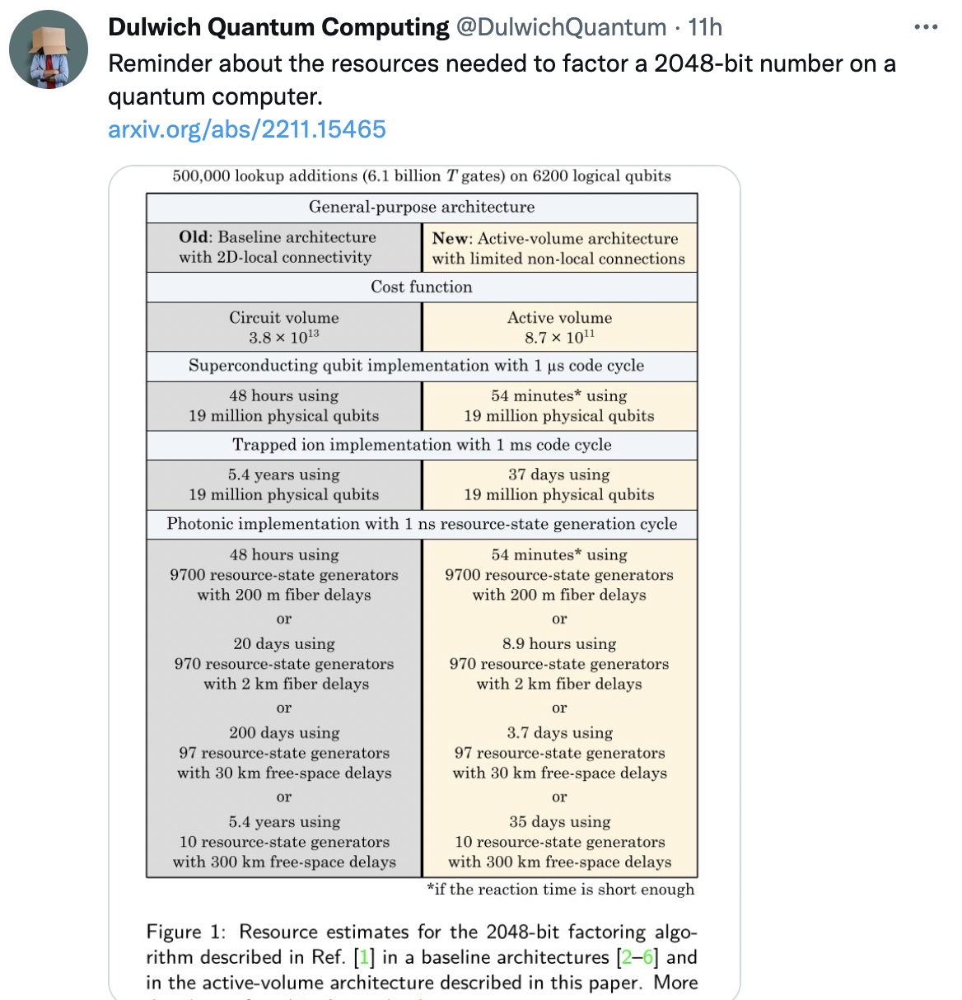 Dulwich Quantum Computing @DulwichQuantum · 11h
Reminder about the resources needed to factor a 2048-bit number on a
quantum computer.
arxiv.org/abs/2211.15465
500,000 lookup additions (6.1 billion T gates) on 6200 logical qubits
General-purpose architecture
Old: Baseline architecture
with 2D-local connectivity
New: Active-volume architecture
with limited non-local connections
Cost function
Circuit volume
3.8 × 10¹³
Active volume
8.7 × 10¹¹
Superconducting qubit implementation with 1 µs code cycle
48 hours using
19 million physical qubits
54 minutes* using
19 million physical qubits
Trapped ion implementation with 1 ms code cycle
5.4 years using
19 million physical qubits
37 days using
19 million physical qubits
Photonic implementation with 1 ns resource-state generation cycle
48 hours using
9700 resource-state generators
with 200 m fiber delays
or
20 days using
970 resource-state generators
with 2 km fiber delays
or
200 days using
97 resource-state generators
with 30 km free-space delays
or
5.4 years using
10 resource-state generators
with 300 km free-space delays
54 minutes* using
9700 resource-state generators
with 200 m fiber delays
or
8.9 hours using
970 resource-state generators
with 2 km fiber delays
or
3.7 days using
97 resource-state generators
with 30 km free-space delays
or
35 days using
10 resource-state generators
with 300 km free-space delays
*if the reaction time is short enough
Figure 1: Resource estimates for the 2048-bit factoring algo-
rithm described in Ref. [1] in a baseline architectures [2–6] and
in the active-volume architecture described in this paper. More